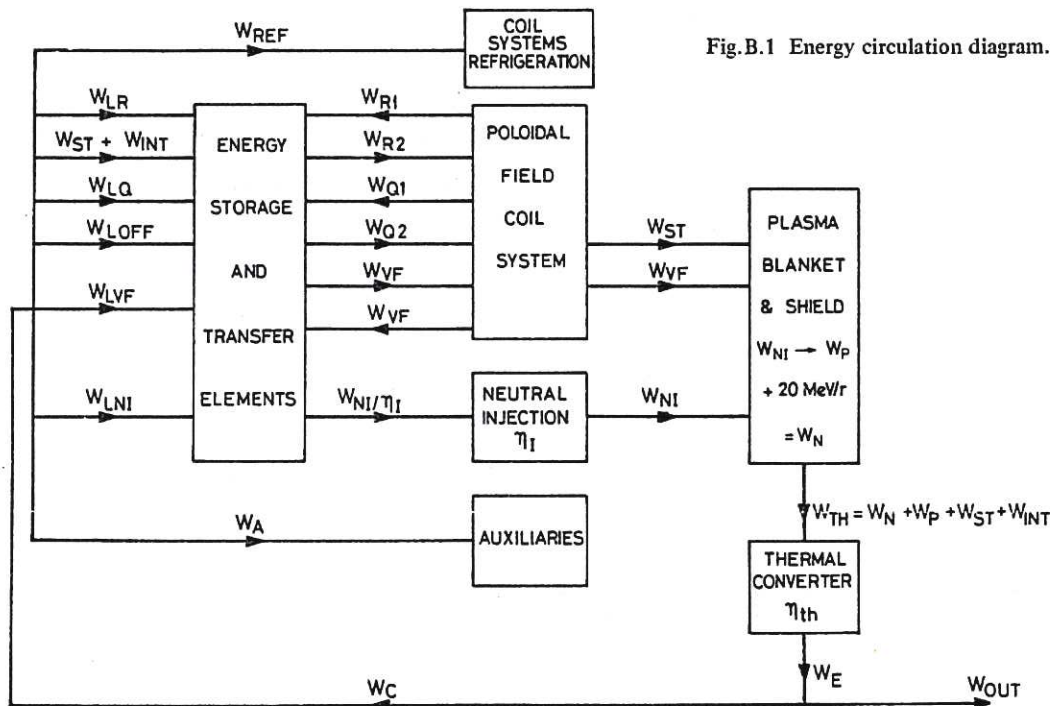 Fig.B.1 Energy circulation diagram.
W_REF
COIL
SYSTEMS
REFRIGERATION
W_LR
W_ST + W_INT
W_LQ
W_LOFF
W_LVF
W_LNI
ENERGY
STORAGE
AND
TRANSFER
ELEMENTS
W_R1
W_R2
W_Q1
W_Q2
W_VF
W_VF
W_NI/η_I
POLOIDAL
FIELD
COIL
SYSTEM
NEUTRAL
INJECTION
η_I
W_ST
W_VF
W_NI
PLASMA
BLANKET
& SHIELD
W_NI → W_P
+ 20 MeV/r
= W_N
W_A
AUXILIARIES
W_TH = W_N + W_P + W_ST + W_INT
THERMAL
CONVERTER
η_th
W_E
W_C
W_OUT